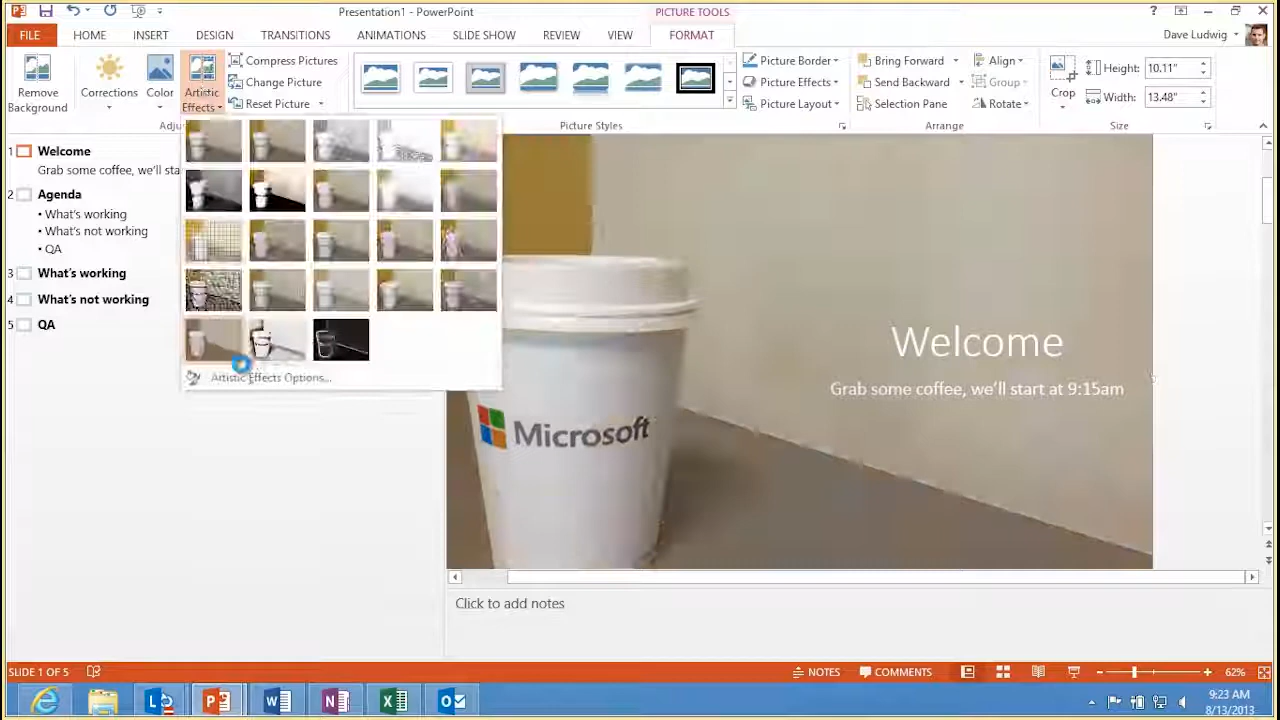 Presentation1 - PowerPoint
PICTURE TOOLS
?
FILE HOME INSERT DESIGN TRANSITIONS ANIMATIONS SLIDE SHOW REVIEW VIEW FORMAT
Dave Ludwig
Remove Background
Corrections
Color
Artistic Effects
Compress Pictures
Change Picture
Reset Picture
Picture Border
Picture Effects
Picture Layout
Bring Forward
Send Backward
Selection Pane
Align
Group
Rotate
Crop
Height: 10.11"
Width: 13.48"
Adju
Picture Styles
Arrange
Size
1 Welcome
Grab some coffee, we'll sta
2 Agenda
• What's working
• What's not working
• QA
3 What's working
4 What's not working
5 QA
Artistic Effects Options...
Welcome
Grab some coffee, we'll start at 9:15am
Microsoft
Click to add notes
SLIDE 1 OF 5
NOTES
COMMENTS
62%
9:23 AM
8/13/2013